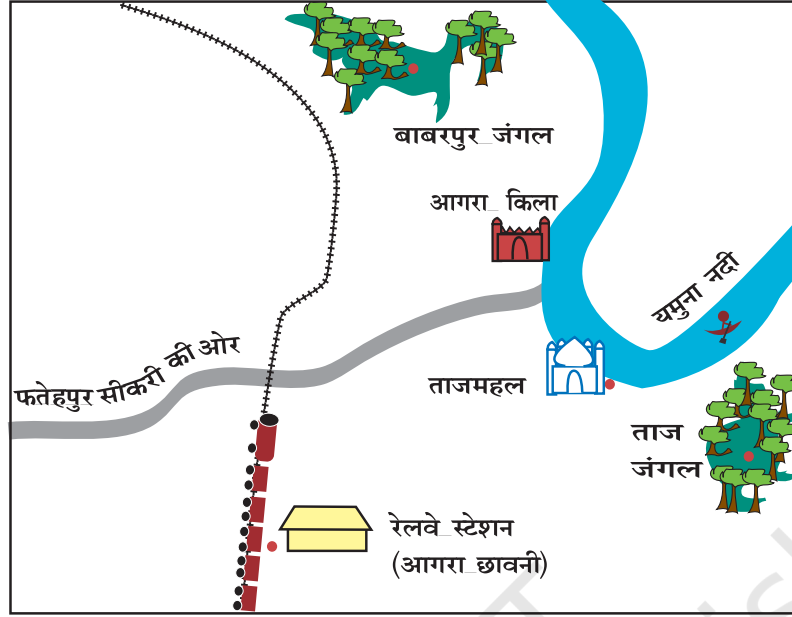 बाबरपुर जंगल
आगरा किला
यमुना नदी
फतेहपुर सीकरी की ओर
ताजमहल
ताज
जंगल
रेलवे स्टेशन
(आगरा छावनी)